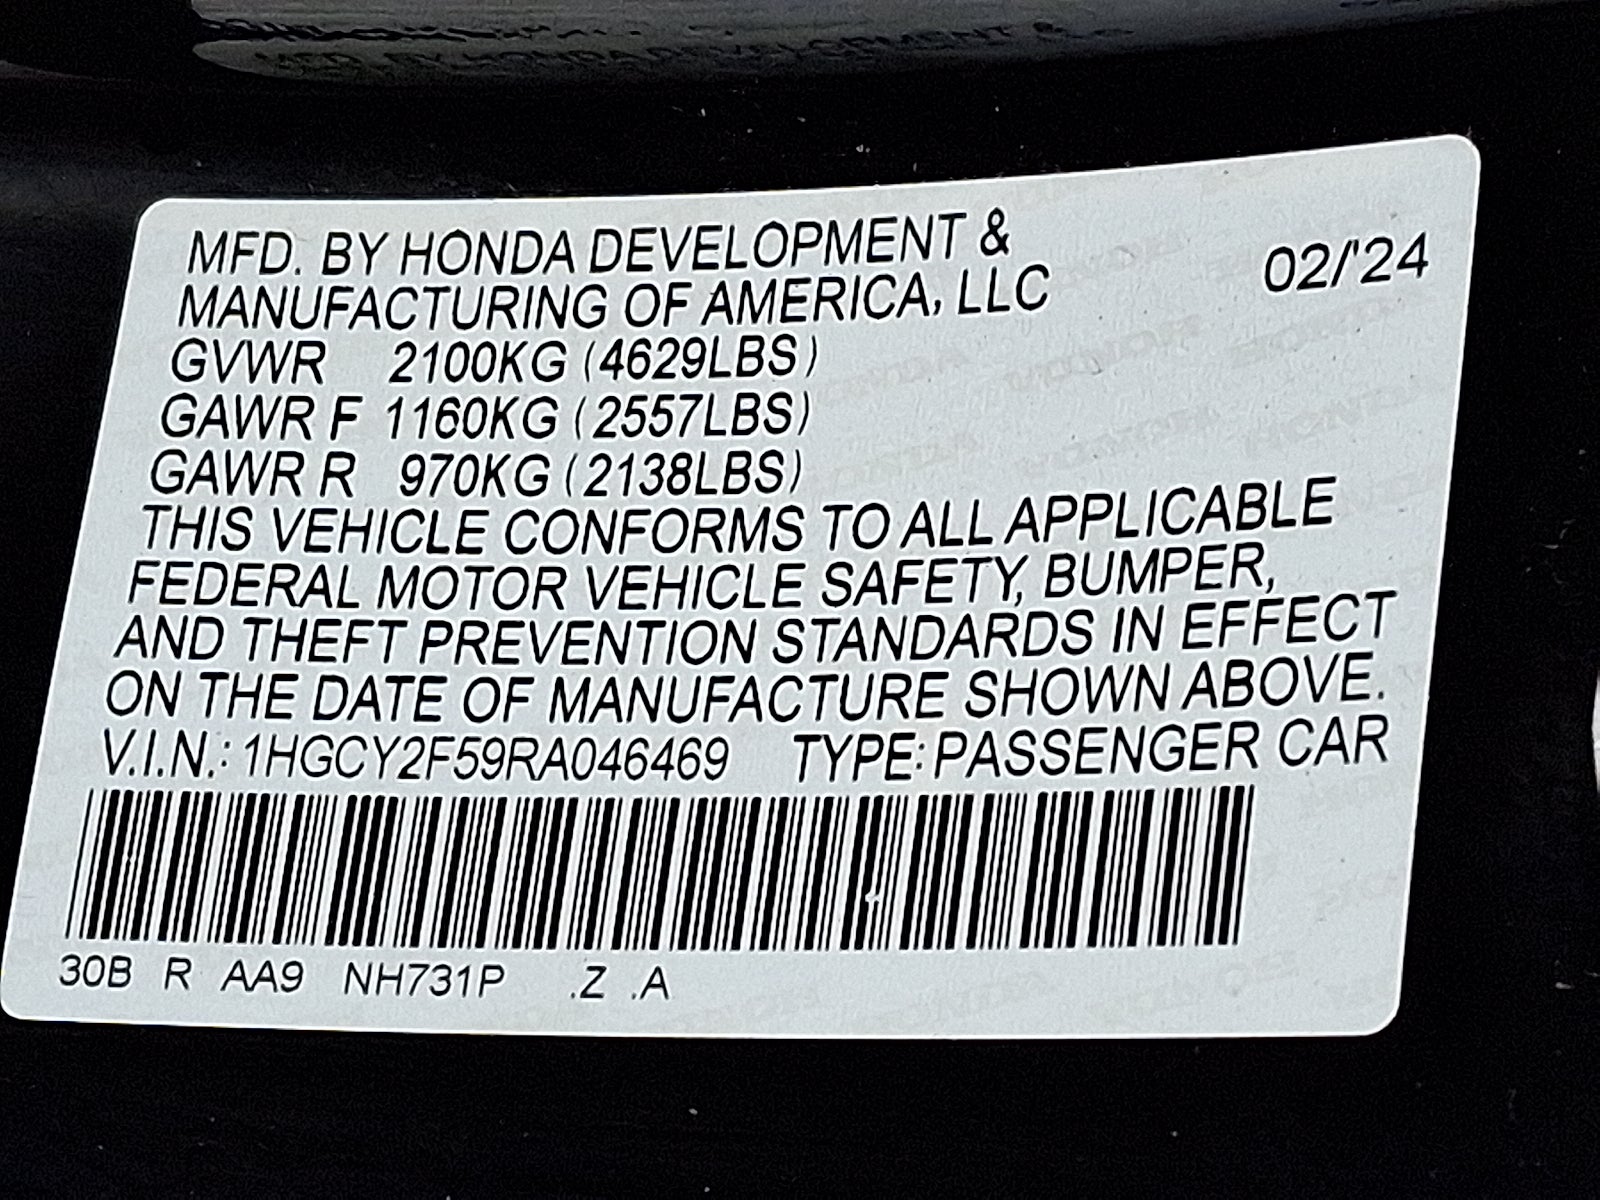 MFD. BY HONDA DEVELOPMENT &
MANUFACTURING OF AMERICA, LLC 02/'24
GVWR 2100KG (4629LBS)
GAWR F 1160KG (2557LBS)
GAWR R 970KG (2138LBS)
THIS VEHICLE CONFORMS TO ALL APPLICABLE
FEDERAL MOTOR VEHICLE SAFETY, BUMPER,
AND THEFT PREVENTION STANDARDS IN EFFECT
ON THE DATE OF MANUFACTURE SHOWN ABOVE.
V.I.N.: 1HGCY2F59RA046469 TYPE: PASSENGER CAR
30B R AA9 NH731P .Z .A